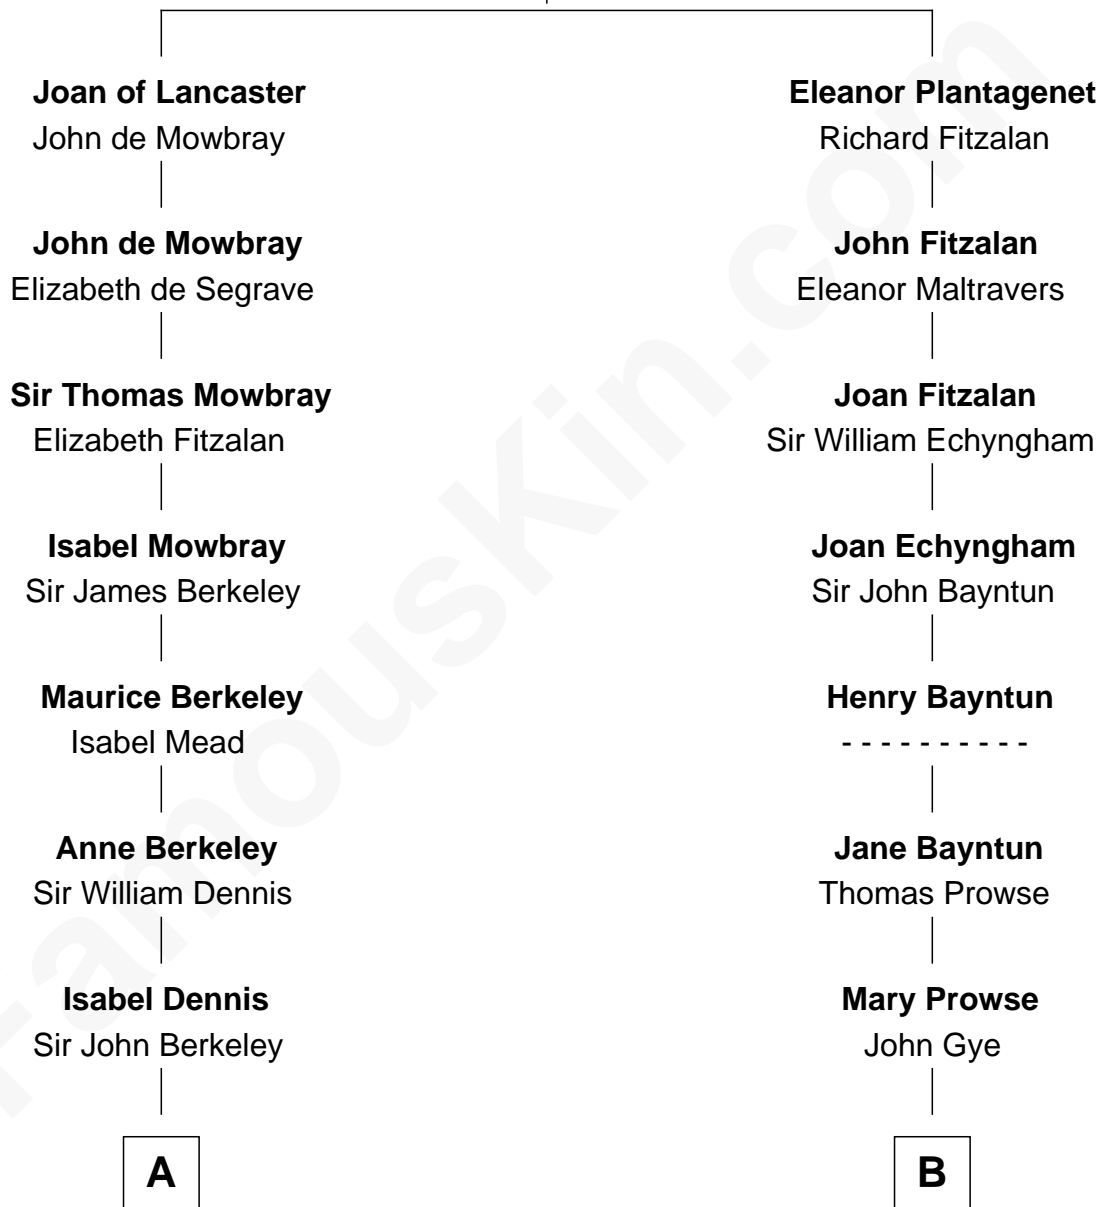 Joan of Lancaster
John de Mowbray
John de Mowbray
Elizabeth de Segrave
Sir Thomas Mowbray
Elizabeth Fitzalan
Isabel Mowbray
Sir James Berkeley
Maurice Berkeley
Isabel Mead
Anne Berkeley
Sir William Dennis
Isabel Dennis
Sir John Berkeley
A
Eleanor Plantagenet
Richard Fitzalan
John Fitzalan
Eleanor Maltravers
Joan Fitzalan
Sir William Echyngham
Joan Echyngham
Sir John Bayntun
Henry Bayntun
- - - - - - - - - -
Jane Bayntun
Thomas Prowse
Mary Prowse
John Gye
B
FamousKin.com